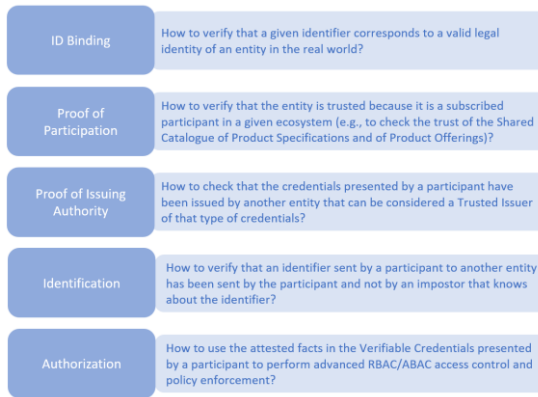 ID Binding
How to verify that a given identifier corresponds to a valid legal
identity of an entity in the real world?
Proof of
Participation
How to verify that the entity is trusted because it is a subscribed
participant in a given ecosystem (e.g., to check the trust of the Shared
Catalogue of Product Specifications and of Product Offerings)?
Proof of Issuing
Authority
How to check that the credentials presented by a participant have
been issued by another entity that can be considered a Trusted Issuer
of that type of credentials?
Identification
How to verify that an identifier sent by a participant to another entity
has been sent by the participant and not by an impostor that knows
about the identifier?
Authorization
How to use the attested facts in the Verifiable Credentials presented
by a participant to perform advanced RBAC/ABAC access control and
policy enforcement?